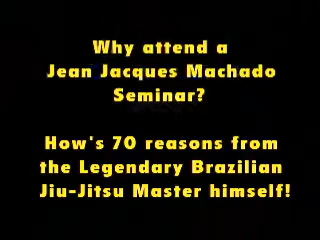 Why attend a
Jean Jacques Machado
Seminar?
How's 70 reasons from
the Legendary Brazilian
Jiu-Jitsu Master himself!